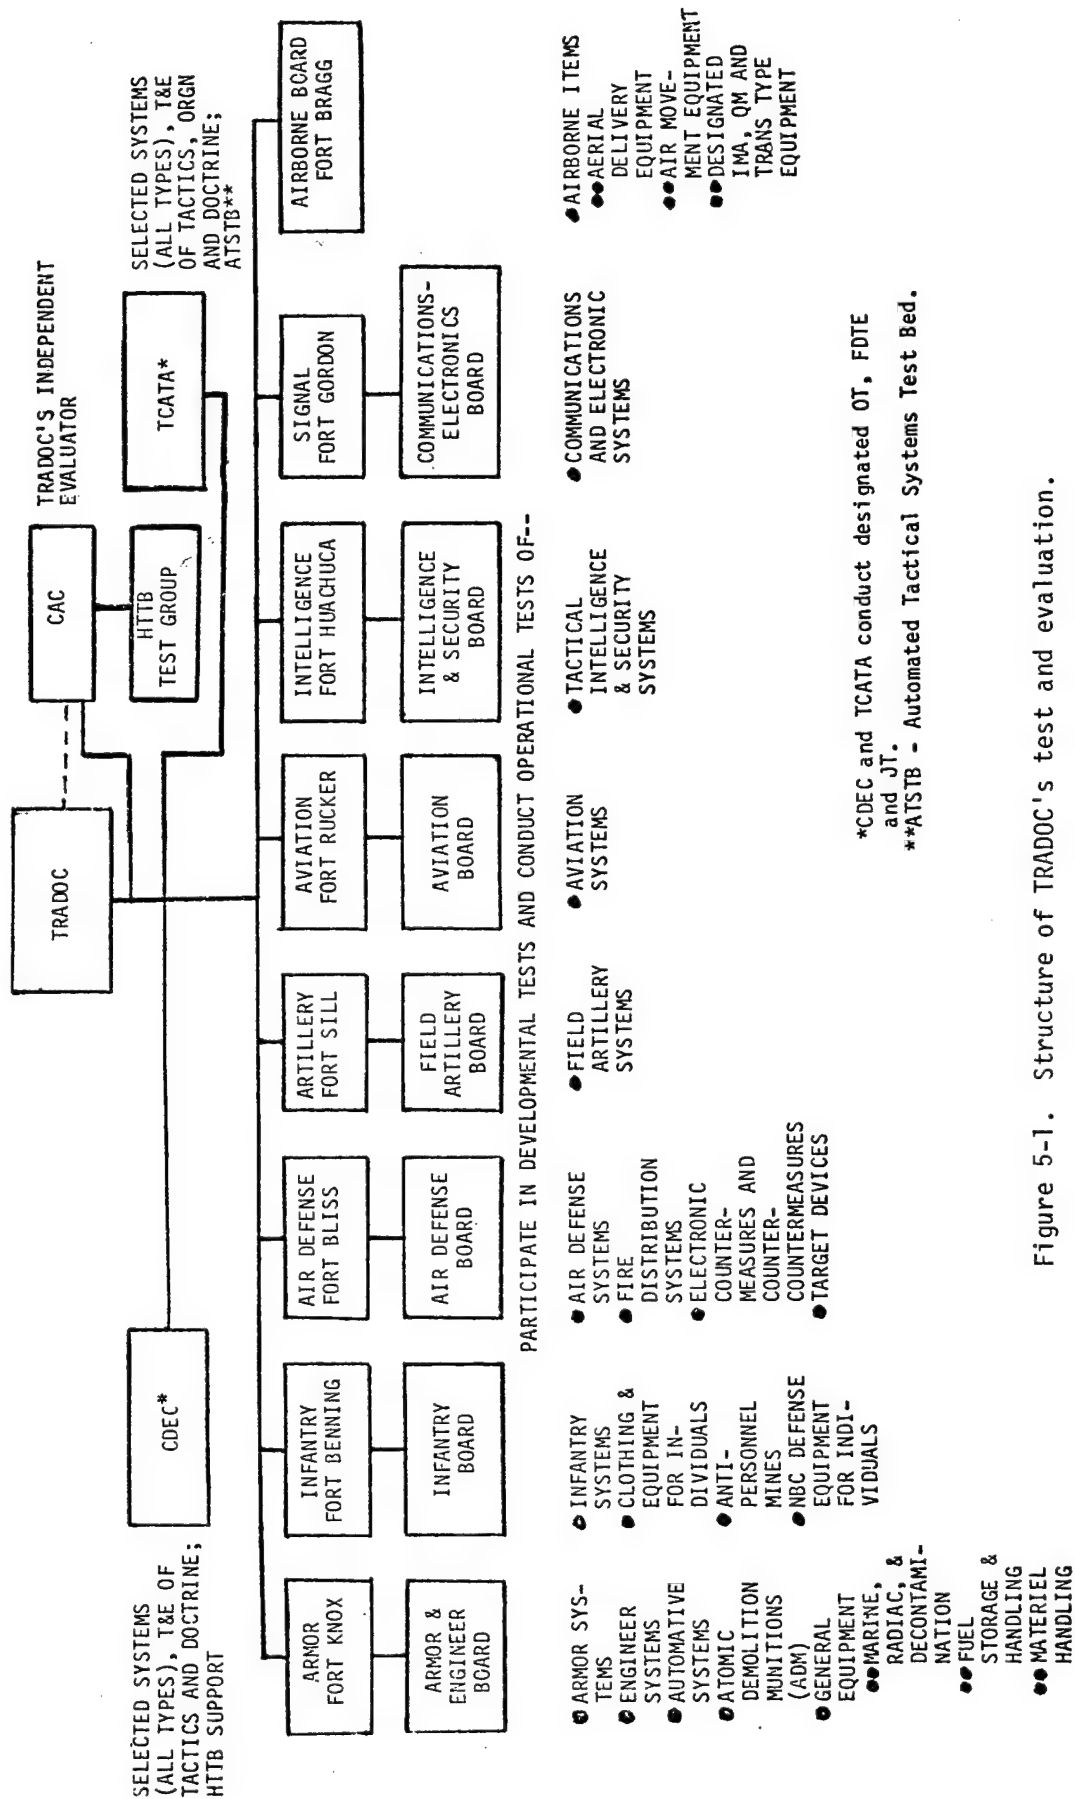 TRADOC
CAC
TRADOC'S INDEPENDENT
EVALUATOR
HTTB
TEST GROUP
SELECTED SYSTEMS
(ALL TYPES), T&E OF
TACTICS AND DOCTRINE;
HTTB SUPPORT
CDEC*
TCATA*
SELECTED SYSTEMS
(ALL TYPES), T&E
OF TACTICS, ORGN
AND DOCTRINE;
ATSTB**
ARMOR
FORT KNOX
INFANTRY
FORT BENNING
AIR DEFENSE
FORT BLISS
ARTILLERY
FORT SILL
AVIATION
FORT RUCKER
INTELLIGENCE
FORT HUACHUCA
SIGNAL
FORT GORDON
AIRBORNE BOARD
FORT BRAGG
ARMOR &
ENGINEER
BOARD
INFANTRY
BOARD
AIR DEFENSE
BOARD
FIELD
ARTILLERY
BOARD
AVIATION
BOARD
INTELLIGENCE
& SECURITY
BOARD
COMMUNICATIONS-
ELECTRONICS
BOARD
PARTICIPATE IN DEVELOPMENTAL TESTS AND CONDUCT OPERATIONAL TESTS OF--
●ARMOR SYS-
TEMS
●ENGINEER
SYSTEMS
●AUTOMATIVE
SYSTEMS
●ATOMIC
DEMOLITION
MUNITIONS
(ADM)
●GENERAL
EQUIPMENT
●●MARINE,
RADIAC, &
DECONTAMI-
NATION
●●FUEL
STORAGE &
HANDLING
●●MATERIEL
HANDLING
●INFANTRY
SYSTEMS
●CLOTHING &
EQUIPMENT
FOR IN-
DIVIDUALS
●ANTI-
PERSONNEL
MINES
●NBC DEFENSE
EQUIPMENT
FOR INDI-
VIDUALS
●AIR DEFENSE
SYSTEMS
●FIRE
DISTRIBUTION
SYSTEMS
●ELECTRONIC
COUNTER-
MEASURES AND
COUNTER-
COUNTERMEASURES
●TARGET DEVICES
●FIELD
ARTILLERY
SYSTEMS
●AVIATION
SYSTEMS
●TACTICAL
INTELLIGENCE
& SECURITY
SYSTEMS
●COMMUNICATIONS
AND ELECTRONIC
SYSTEMS
●AIRBORNE ITEMS
●●AERIAL
DELIVERY
EQUIPMENT
●●AIR MOVE-
MENT EQUIPMENT
●●DESIGNATED
IMA, QM AND
TRANS TYPE
EQUIPMENT
*CDEC and TCATA conduct designated OT, FDTE
and JT.
**ATSTB - Automated Tactical Systems Test Bed.
Figure 5-1. Structure of TRADOC's test and evaluation.